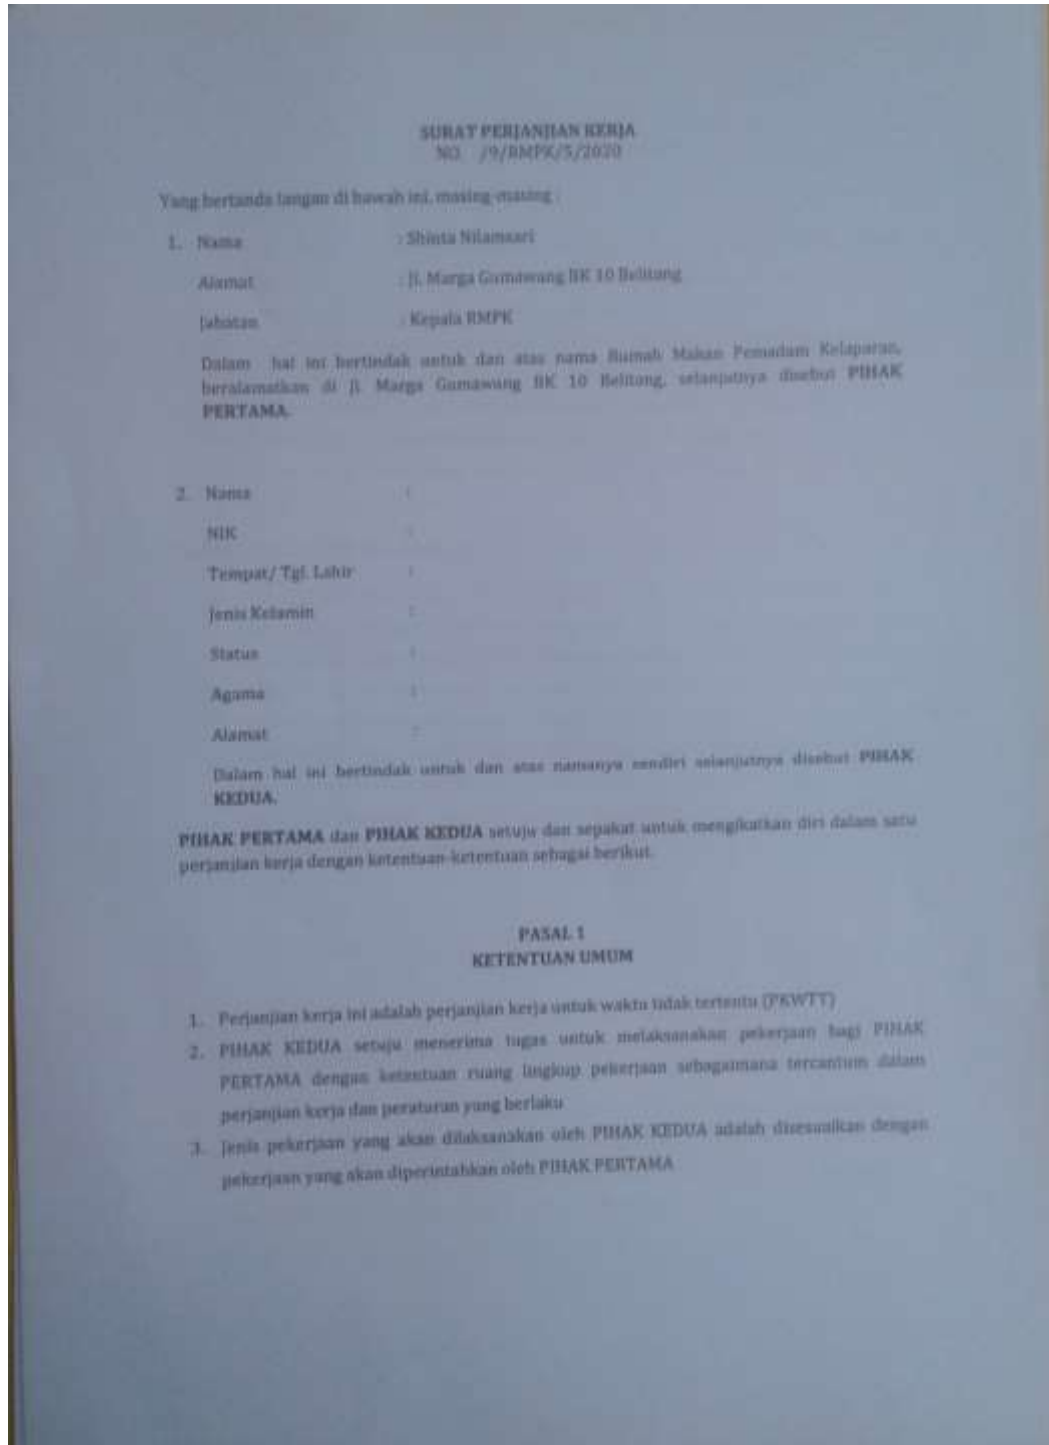 SURAT PERJANJIAN KERJA
NO. /9/RMPK/5/2020
Yang bertanda tangan di bawah ini, masing-masing :
1. Nama : Shinta Nilamsari
Alamat : Jl. Marga Gumawang BK 10 Belitang
Jabatan : Kepala RMPK
Dalam hal ini bertindak untuk dan atas nama Rumah Makan Pemadam Kelaparan,
beralamatkan di Jl. Marga Gumawang BK 10 Belitang, selanjutnya disebut PIHAK
PERTAMA.
2. Nama :
NIK :
Tempat/ Tgl. Lahir :
Jenis Kelamin :
Status :
Agama :
Alamat :
Dalam hal ini bertindak untuk dan atas namanya sendiri selanjutnya disebut PIHAK
KEDUA.
PIHAK PERTAMA dan PIHAK KEDUA setuju dan sepakat untuk mengikatkan diri dalam satu
perjanjian kerja dengan ketentuan-ketentuan sebagai berikut.
PASAL 1
KETENTUAN UMUM
1. Perjanjian kerja ini adalah perjanjian kerja untuk waktu tidak tertentu (PKWTT)
2. PIHAK KEDUA setuju menerima tugas untuk melaksanakan pekerjaan bagi PIHAK
PERTAMA dengan ketentuan ruang lingkup pekerjaan sebagaimana tercantum dalam
perjanjian kerja dan peraturan yang berlaku
3. Jenis pekerjaan yang akan dilaksanakan oleh PIHAK KEDUA adalah disesuaikan dengan
pekerjaan yang akan diperintahkan oleh PIHAK PERTAMA